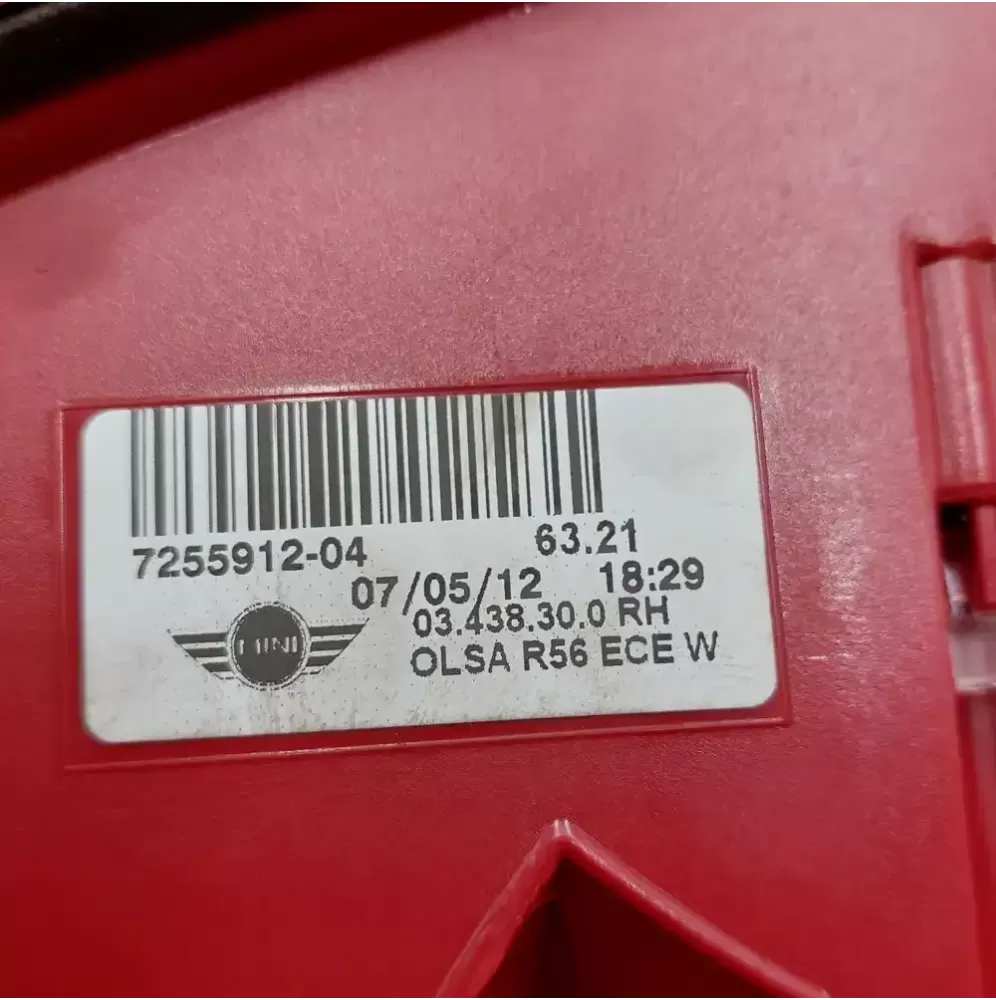 7255912-04 63.21
07/05/12 18:29
03.438.30.0 RH
MINI
OLSA R56 ECE W